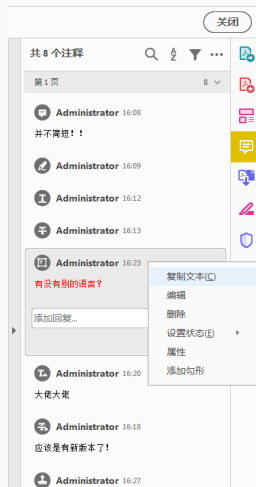 关闭
共 8 个注释
第 1 页 8
Administrator 16:08
并不简短！！
Administrator 16:09
Administrator 16:12
Administrator 16:13
Administrator 16:23
有没有别的语言？
添加回复...
复制文本(C)
编辑
删除
设置状态(E)
属性
添加勾形
Administrator 16:20
大佬大佬
Administrator 16:18
应该是有新版本了！
Administrator 16:27